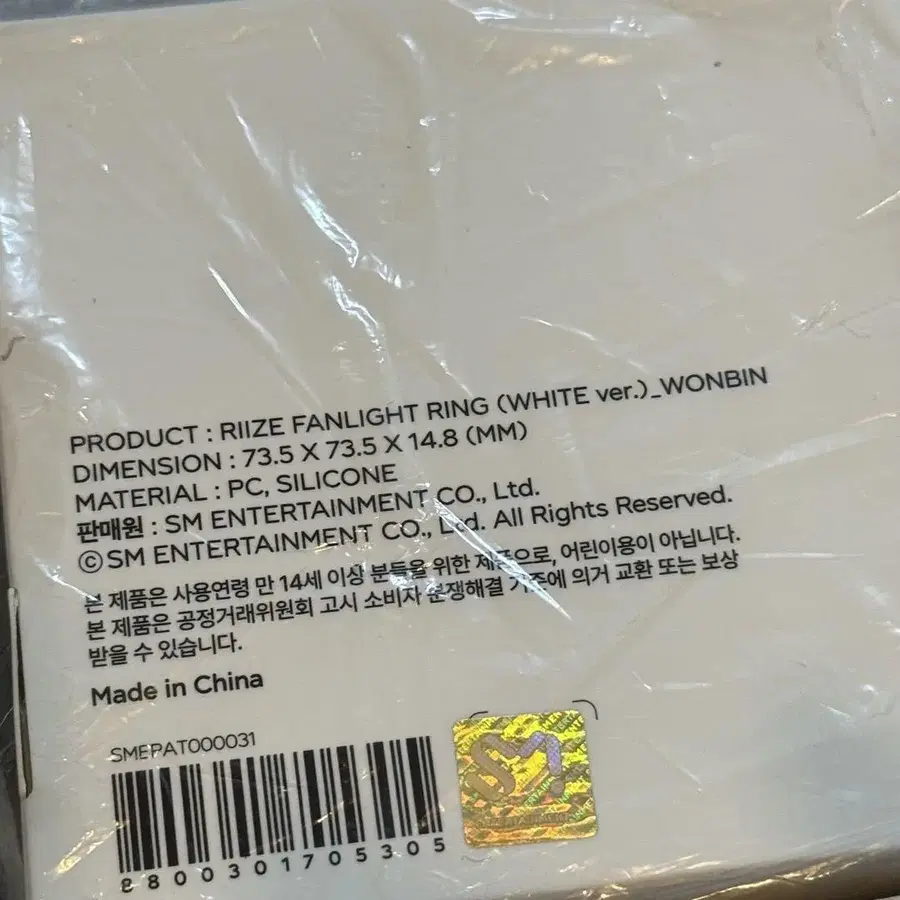 PRODUCT : RIIZE FANLIGHT RING (WHITE ver.)_WONBIN
DIMENSION : 73.5 X 73.5 X 14.8 (MM)
MATERIAL : PC, SILICONE
판매원 : SM ENTERTAINMENT CO., Ltd.
ⓒ SM ENTERTAINMENT CO., Ltd. All Rights Reserved.
본 제품은 사용연령 만 14세 이상 분들을 위한 제품으로, 어린이용이 아닙니다.
본 제품은 공정거래위원회 고시 소비자 분쟁해결 기준에 의거 교환 또는 보상
받을 수 있습니다.
Made in China
SMEPAT000031
8800301705305
SM
ENTERTAINMENT